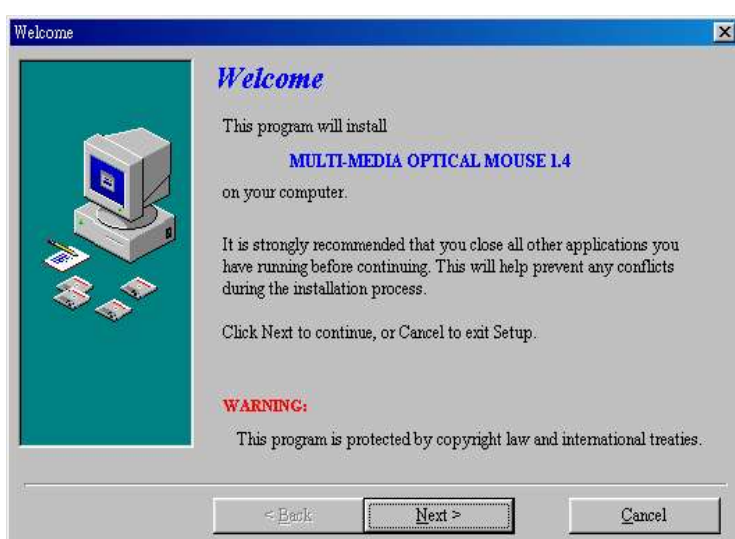 Welcome
Welcome
This program will install
MULTI-MEDIA OPTICAL MOUSE 1.4
on your computer.
It is strongly recommended that you close all other applications you
have running before continuing. This will help prevent any conflicts
during the installation process.
Click Next to continue, or Cancel to exit Setup.
WARNING:
This program is protected by copyright law and international treaties.
< Back
Next >
Cancel